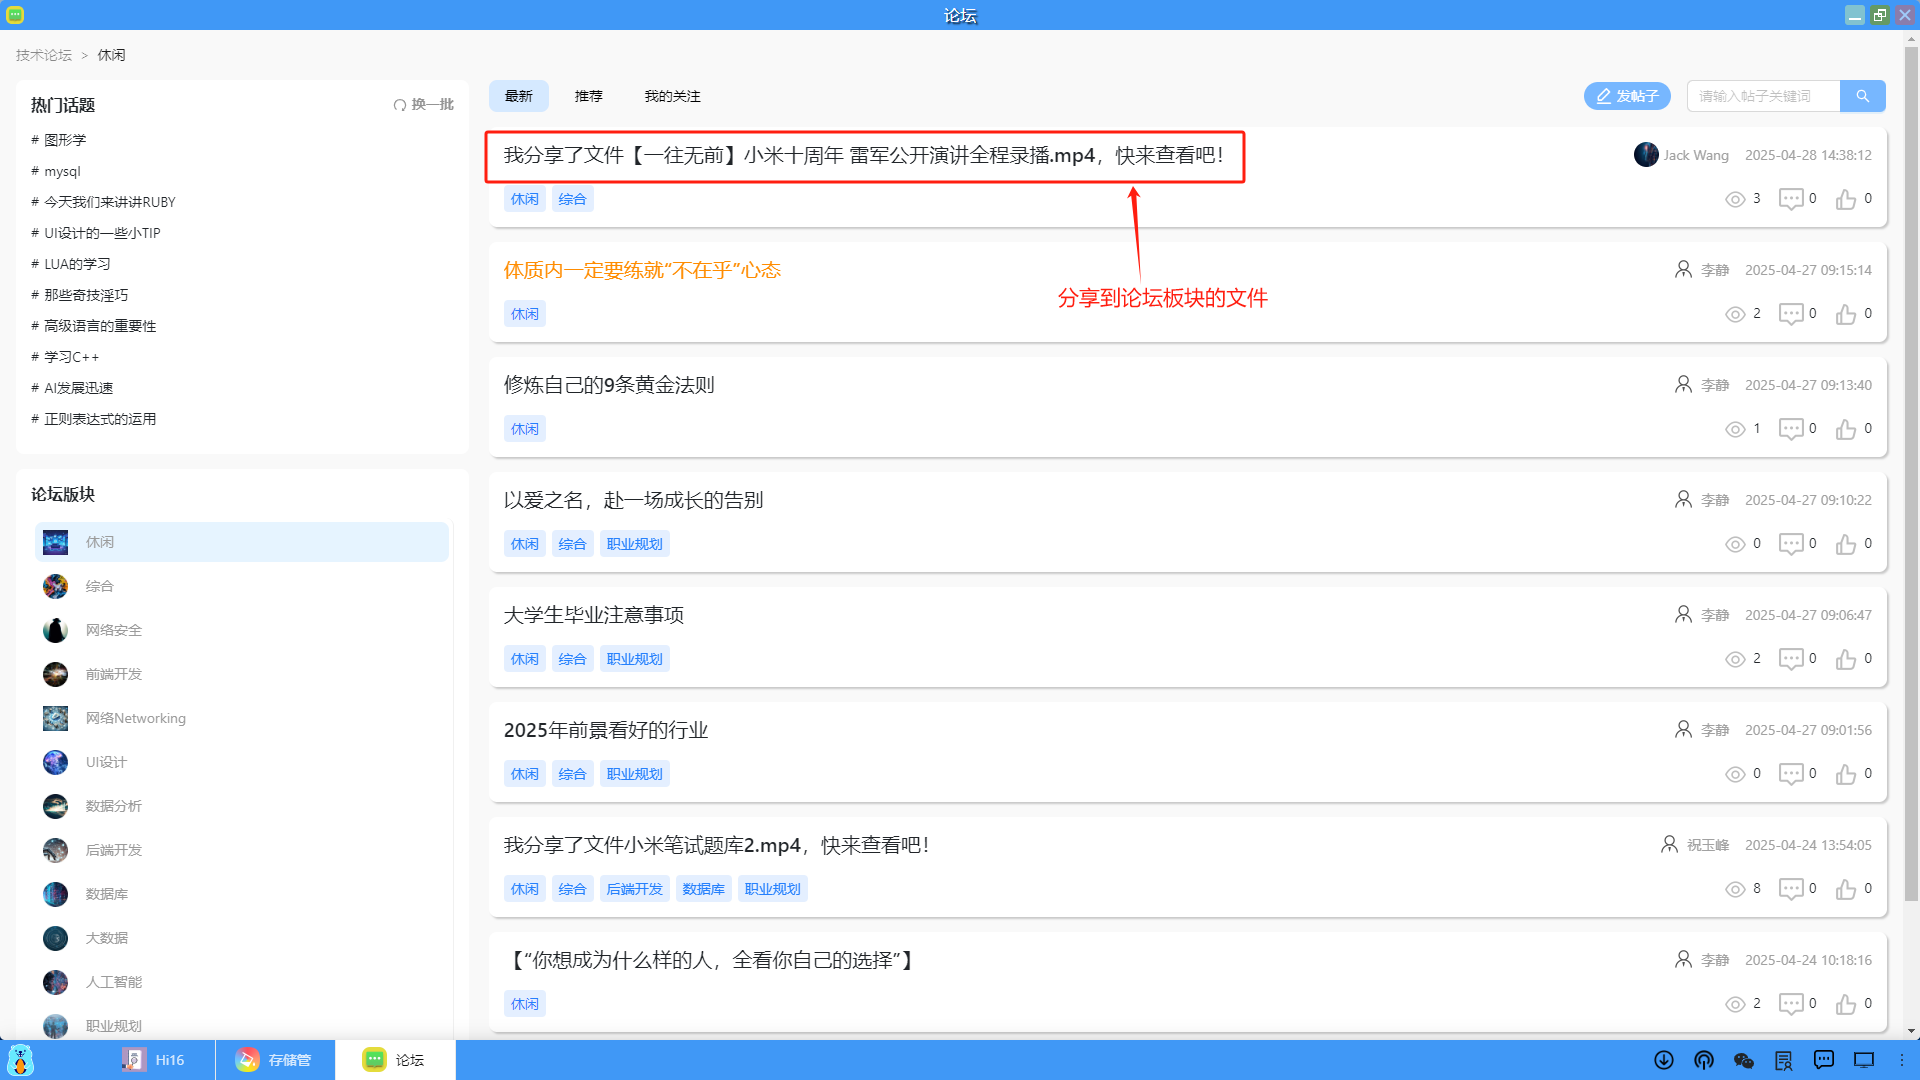 论坛
技术论坛 > 休闲
热门话题
换一批
# 图形学
# mysql
# 今天我们来讲讲RUBY
# UI设计的一些小TIP
# LUA的学习
# 那些奇技淫巧
# 高级语言的重要性
# 学习C++
# AI发展迅速
# 正则表达式的运用
论坛版块
休闲
综合
网络安全
前端开发
网络Networking
UI设计
数据分析
后端开发
数据库
大数据
人工智能
职业规划
最新 推荐 我的关注
发帖子
请输入帖子关键词
我分享了文件【一往无前】小米十周年 雷军公开演讲全程录播.mp4，快来查看吧！
Jack Wang 2025-04-28 14:38:12
休闲 综合
3 0 0
分享到论坛板块的文件
体质内一定要练就“不在乎”心态
李静 2025-04-27 09:15:14
休闲
2 0 0
修炼自己的9条黄金法则
李静 2025-04-27 09:13:40
休闲
1 0 0
以爱之名，赴一场成长的告别
李静 2025-04-27 09:10:22
休闲 综合 职业规划
0 0 0
大学生毕业注意事项
李静 2025-04-27 09:06:47
休闲 综合 职业规划
2 0 0
2025年前景看好的行业
李静 2025-04-27 09:01:56
休闲 综合 职业规划
0 0 0
我分享了文件小米笔试题库2.mp4，快来查看吧！
祝玉峰 2025-04-24 13:54:05
休闲 综合 后端开发 数据库 职业规划
8 0 0
【“你想成为什么样的人，全看你自己的选择”】
李静 2025-04-24 10:18:16
休闲
2 0 0
Hi16
存储管
论坛